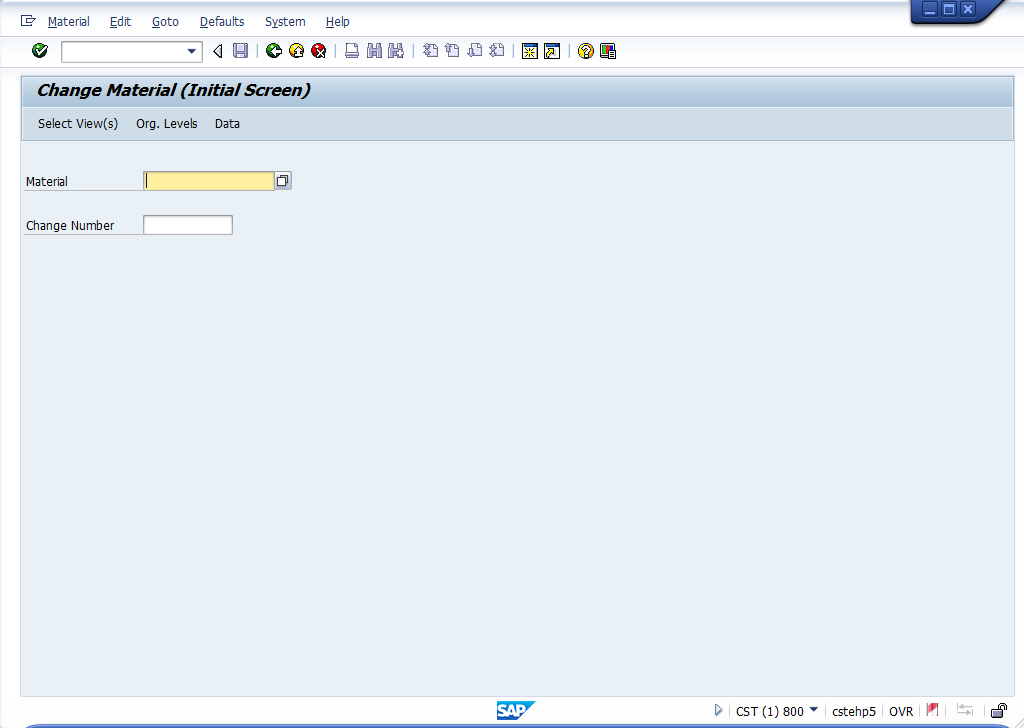 Material Edit Goto Defaults System Help
Change Material (Initial Screen)
Select View(s) Org. Levels Data
Material
Change Number
SAP CST (1) 800 cstehp5 OVR